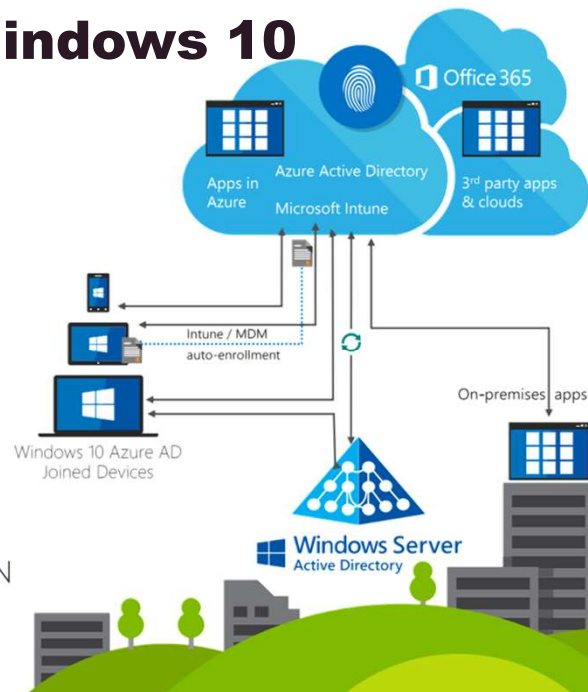 indows 10
Office 365
Apps in
Azure
Azure Active Directory
Microsoft Intune
3rd party apps
& clouds
Intune / MDM
auto-enrollment
On-premises apps
Windows 10 Azure AD
Joined Devices
Windows Server
Active Directory
N